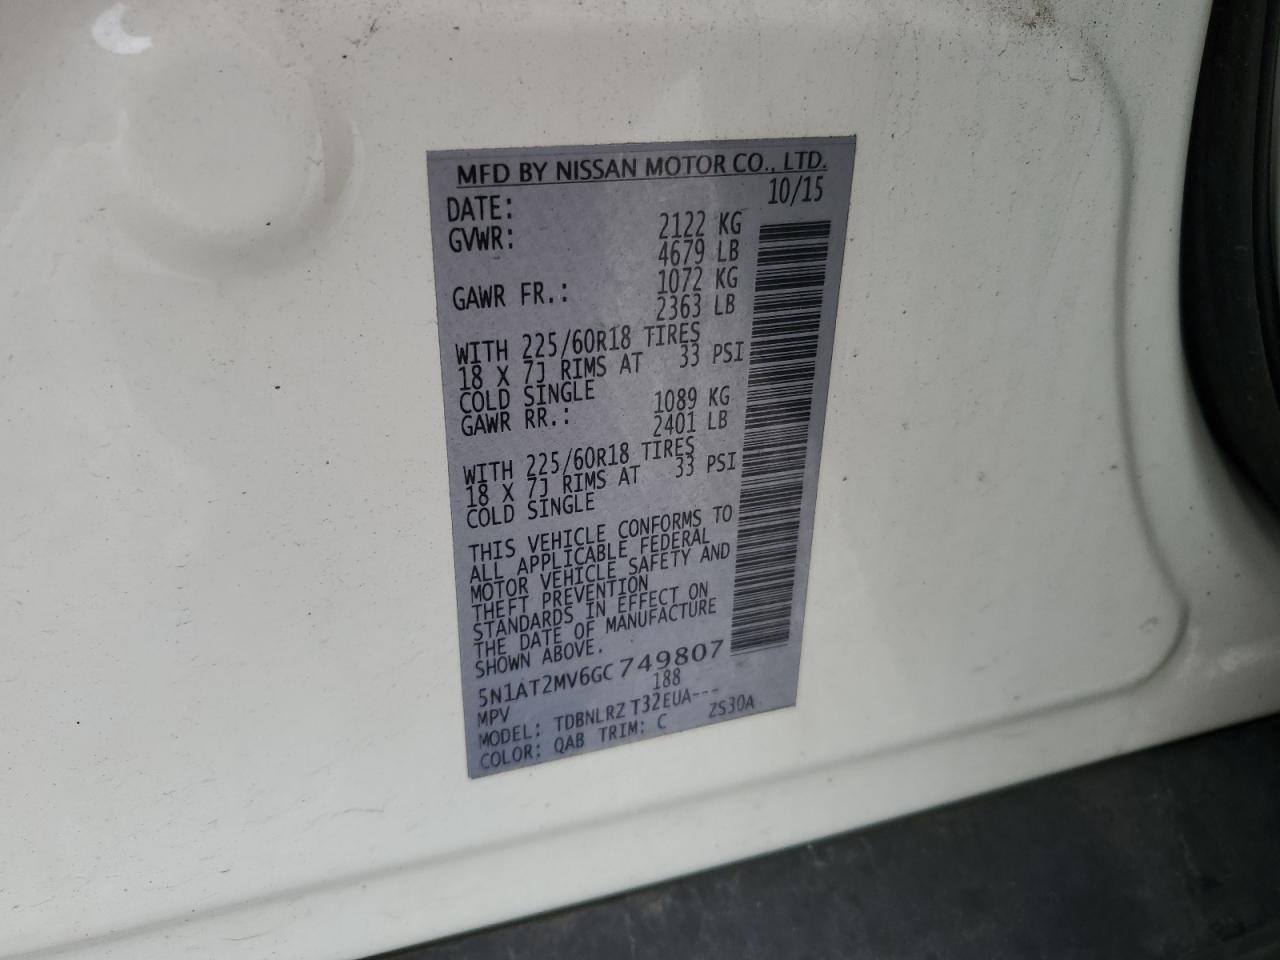 MFD BY NISSAN MOTOR CO., LTD.
DATE: 10/15
GVWR: 2122 KG
4679 LB
GAWR FR.: 1072 KG
2363 LB
WITH 225/60R18 TIRES
18 X 7J RIMS AT 33 PSI
COLD SINGLE
GAWR RR.: 1089 KG
2401 LB
WITH 225/60R18 TIRES
18 X 7J RIMS AT 33 PSI
COLD SINGLE
THIS VEHICLE CONFORMS TO
ALL APPLICABLE FEDERAL
MOTOR VEHICLE SAFETY AND
THEFT PREVENTION
STANDARDS IN EFFECT ON
THE DATE OF MANUFACTURE
SHOWN ABOVE.
5N1AT2MV6GC749807
MPV 188
MODEL: TDBNLRZ T32EUA---
COLOR: QAB TRIM: C ZS30A